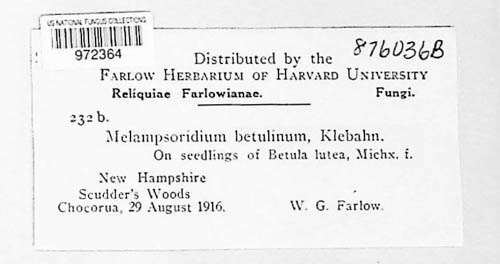 US NATIONAL FUNGUS COLLECTIONS
972364
876036B
Distributed by the
FARLOW HERBARIUM OF HARVARD UNIVERSITY
Reliquiae Farlowianae. Fungi.
232 b.
Melampsoridium betulinum, Klebahn.
On seedlings of Betula lutea, Michx. f.
New Hampshire
Scudder's Woods
Chocorua, 29 August 1916. W. G. Farlow.